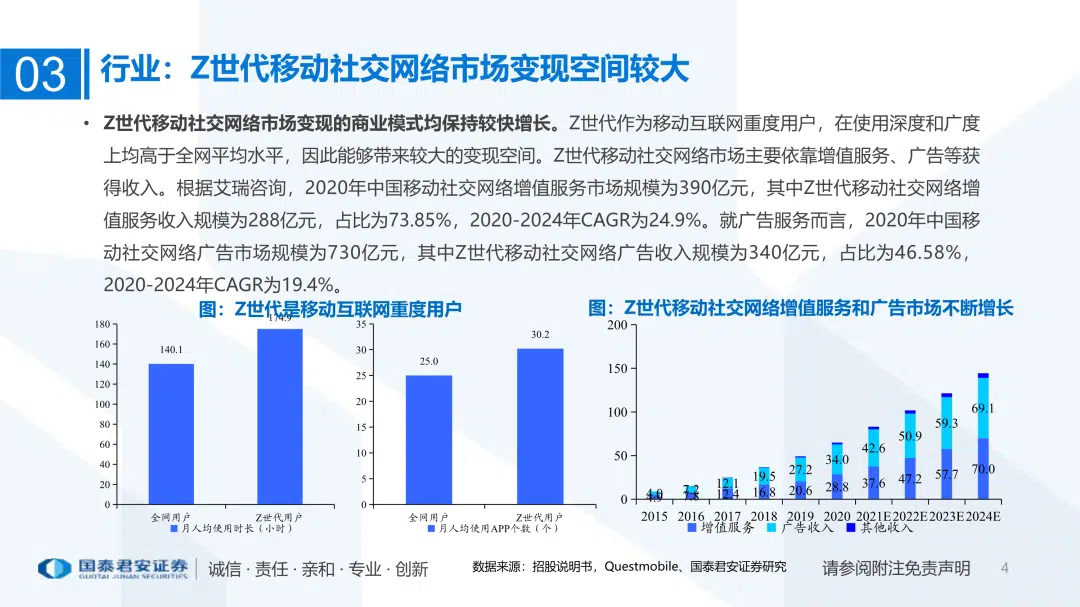 03
行业：Z世代移动社交网络市场变现空间较大
• Z世代移动社交网络市场变现的商业模式均保持较快增长。Z世代作为移动互联网重度用户，在使用深度和广度
上均高于全网平均水平，因此能够带来较大的变现空间。Z世代移动社交网络市场主要依靠增值服务、广告等获
得收入。根据艾瑞咨询，2020年中国移动社交网络增值服务市场规模为390亿元，其中Z世代移动社交网络增
值服务收入规模为288亿元，占比为73.85%，2020-2024年CAGR为24.9%。就广告服务而言，2020年中国移
动社交网络广告市场规模为730亿元，其中Z世代移动社交网络广告收入规模为340亿元，占比为46.58%，
2020-2024年CAGR为19.4%。
图：Z世代是移动互联网重度用户
180
160
140
120
100
80
60
40
20
0
140.1
174.9
全网用户
Z世代用户
月人均使用时长（小时）
35
30
25
20
15
10
5
0
25.0
30.2
全网用户
Z世代用户
月人均使用APP个数（个）
图：Z世代移动社交网络增值服务和广告市场不断增长
200
150
100
50
0
4.0
7.2
7.8
12.1
12.4
19.5
16.8
27.2
20.6
34.0
28.8
42.6
37.6
50.9
47.2
59.3
57.7
69.1
70.0
2015 2016 2017 2018 2019 2020 2021E 2022E 2023E 2024E
增值服务 广告收入 其他收入
国泰君安证券
GUOTAI JUNAN SECURITIES
诚信 · 责任 · 亲和 · 专业 · 创新
数据来源：招股说明书，Questmobile、国泰君安证券研究
请参阅附注免责声明
4